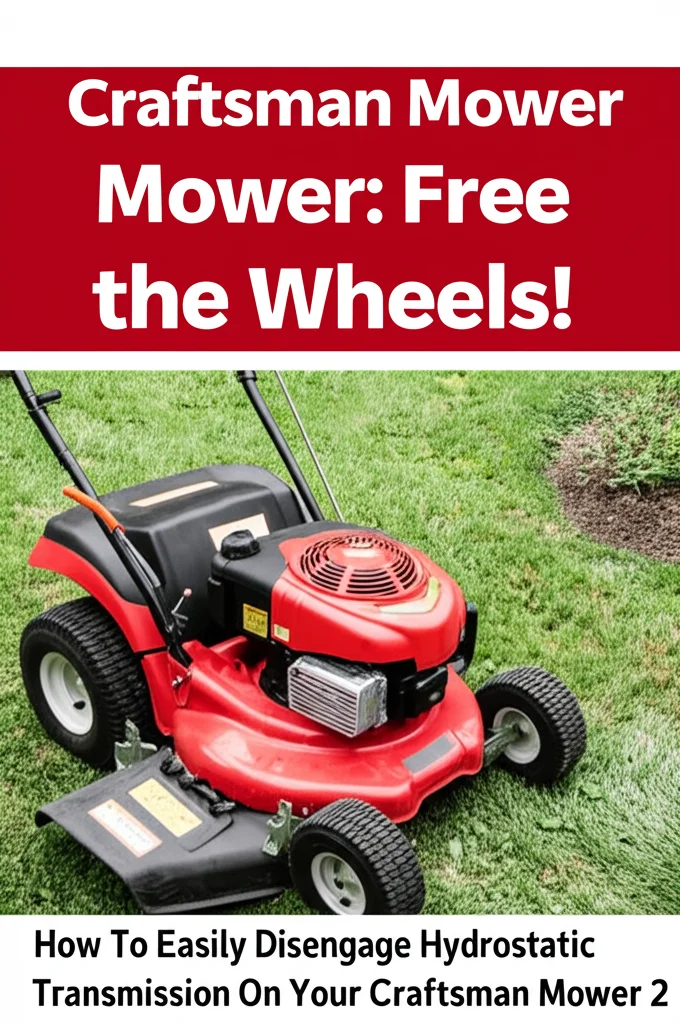 Craftsman Mower
Mower: Free
the Wheels!
How To Easily Disengage Hydrostatic
Transmission On Your Craftsman Mower 2